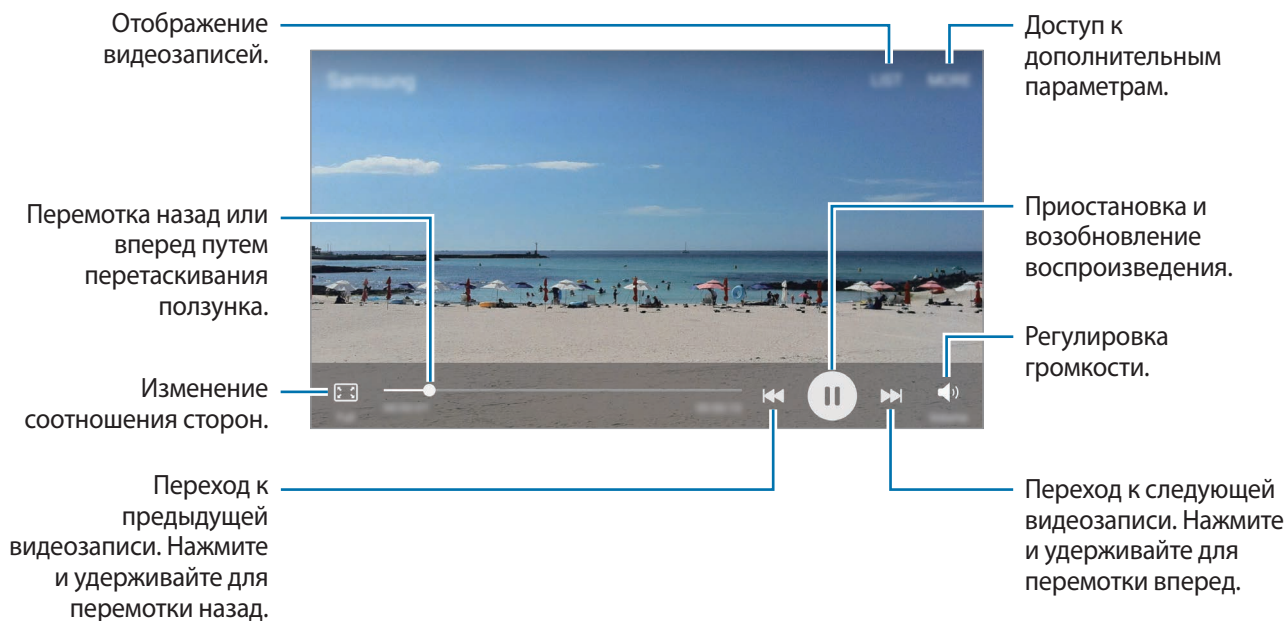 Отображение
видеозаписей.
Доступ к
дополнительным
параметрам.
Samsung
LIST
MORE
Перемотка назад или
вперед путем
перетаскивания
ползунка.
Приостановка и
возобновление
воспроизведения.
Регулировка
громкости.
Изменение
соотношения сторон.
Переход к
предыдущей
видеозаписи. Нажмите
и удерживайте для
перемотки назад.
Переход к следующей
видеозаписи. Нажмите
и удерживайте для
перемотки вперед.